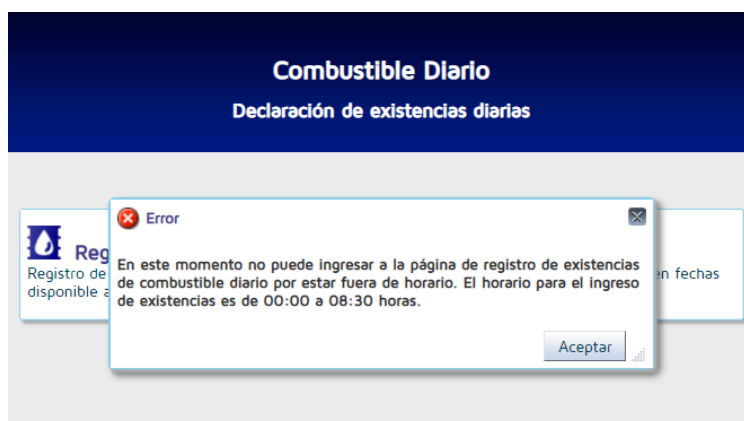 Combustible Diario
Declaración de existencias diarias
Error
Reg
Registro de
disponible a
en fechas
En este momento no puede ingresar a la página de registro de existencias
de combustible diario por estar fuera de horario. El horario para el ingreso
de existencias es de 00:00 a 08:30 horas.
Aceptar